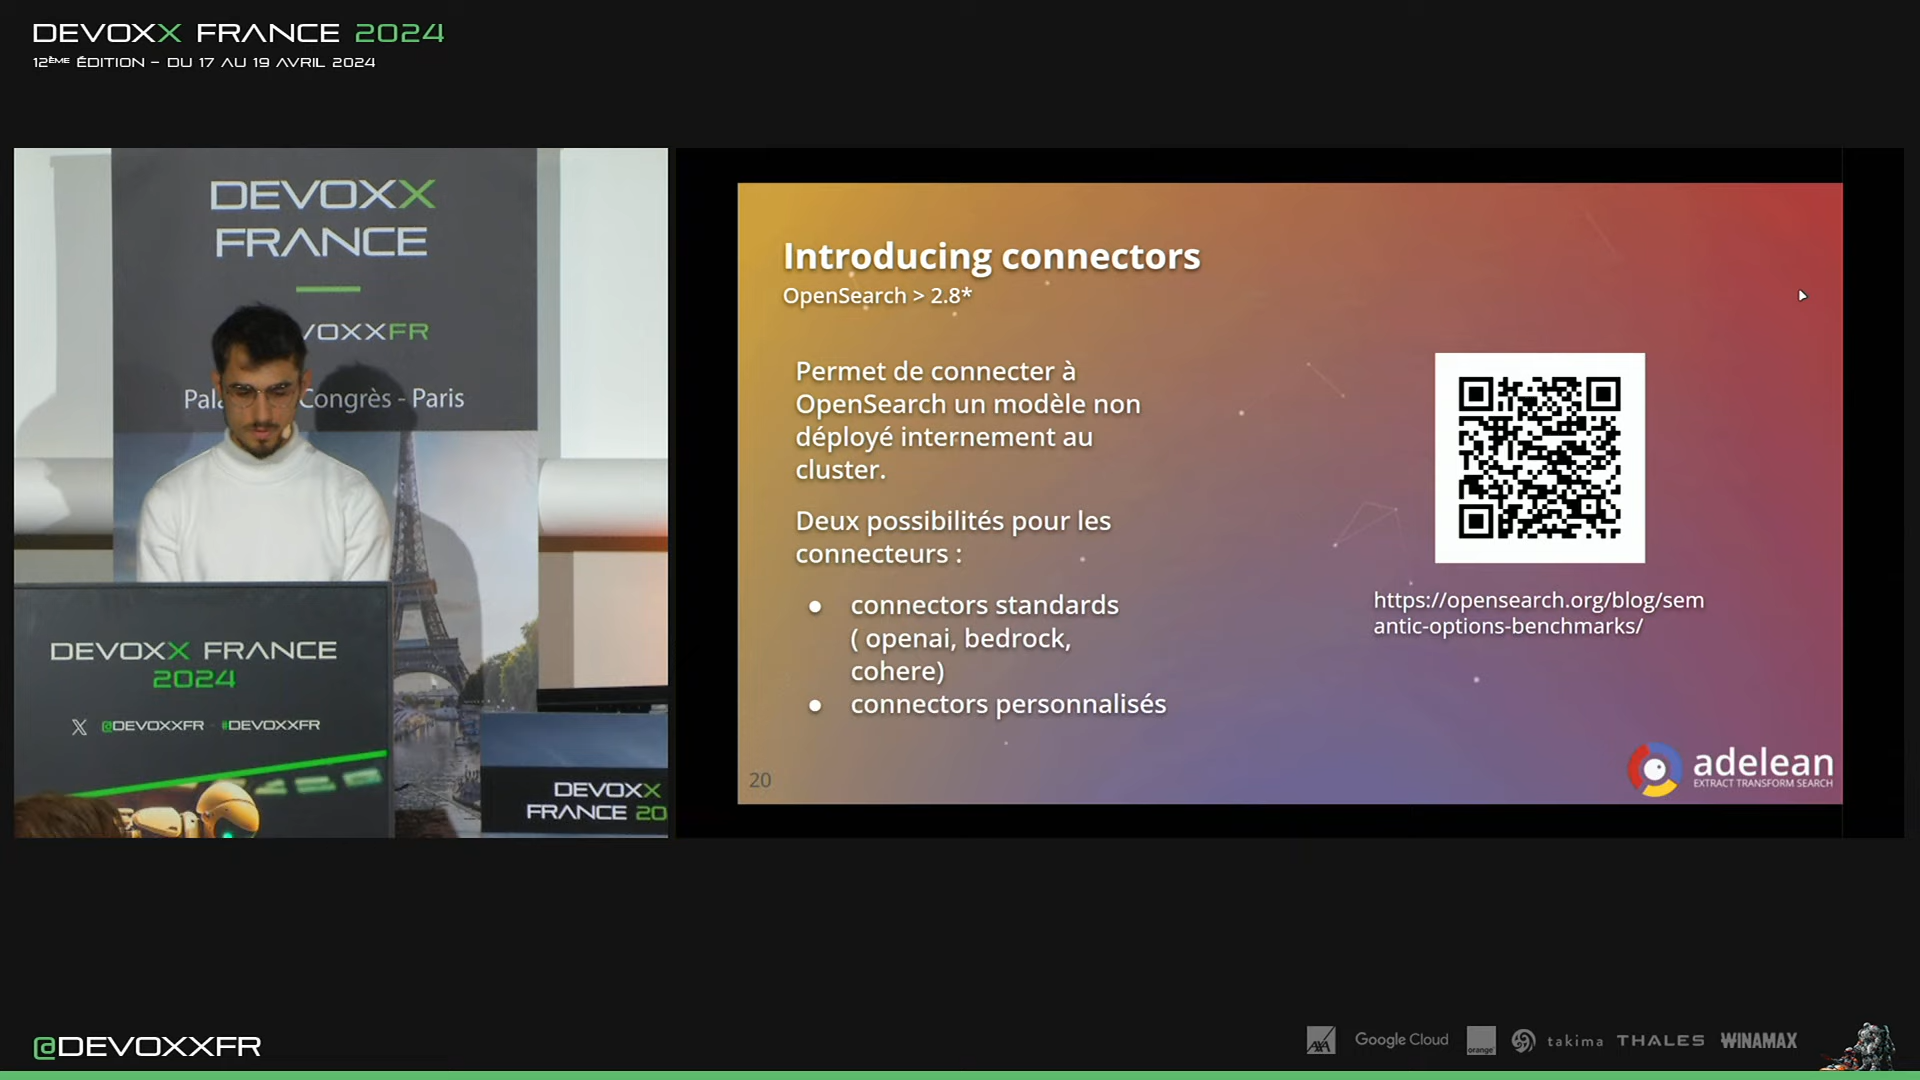 DEVOXX FRANCE 2024
12ÈME ÉDITION – DU 17 AU 19 AVRIL 2024
DEVOXX
FRANCE
VOXXFR
Pala Congrès - Paris
DEVOXX FRANCE
2024
@DEVOXXFR - #DEVOXXFR
DEVOXX
FRANCE 20
Introducing connectors
OpenSearch > 2.8*
Permet de connecter à
OpenSearch un modèle non
déployé internement au
cluster.
Deux possibilités pour les
connecteurs :
● connectors standards
( openai, bedrock,
cohere)
● connectors personnalisés
https://opensearch.org/blog/sem
antic-options-benchmarks/
20
adelean
EXTRACT TRANSFORM SEARCH
@DEVOXXFR
AXA
Google Cloud
orange
takima
THALES
WINAMAX